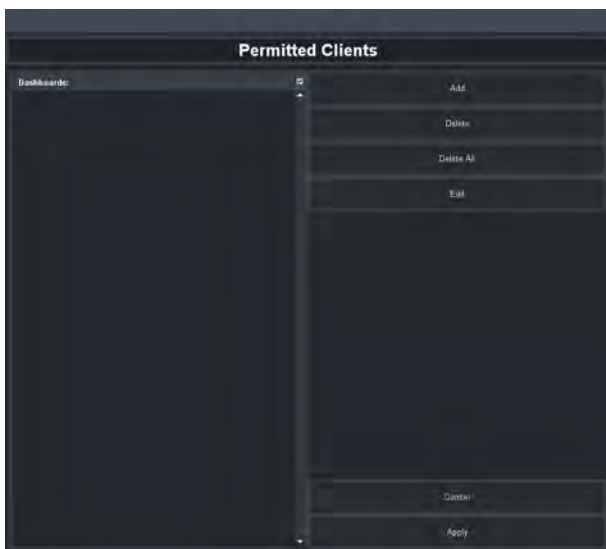 Permitted Clients
Dashboards:
Add
Delete
Delete All
Edit
Cancel
Apply